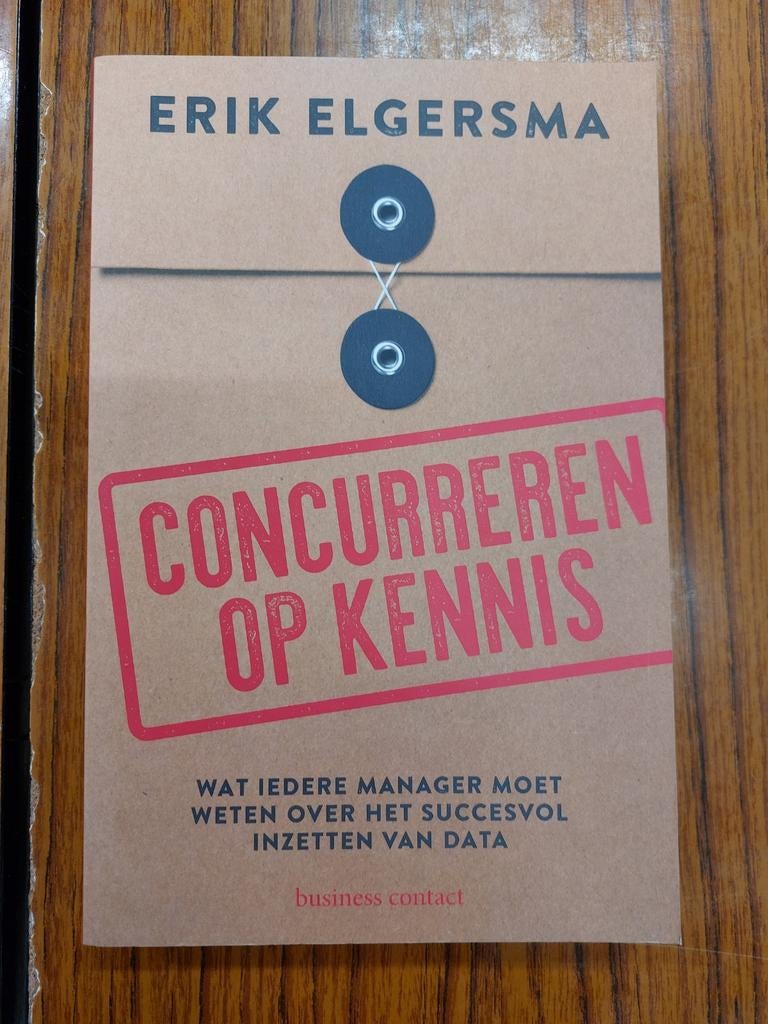 ERIK ELGERSMA
CONCURREREN
OP KENNIS
WAT IEDERE MANAGER MOET
WETEN OVER HET SUCCESVOL
INZETTEN VAN DATA
business contact